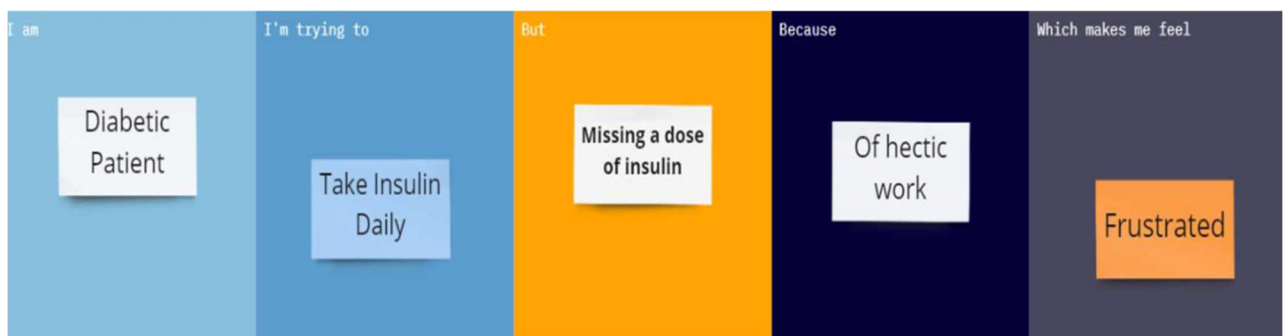 I am
Diabetic
Patient
I'm trying to
Take Insulin
Daily
But
Missing a dose
of insulin
Because
Of hectic
work
Which makes me feel
Frustrated